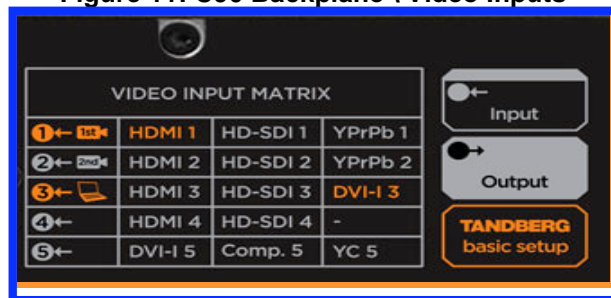 VIDEO INPUT MATRIX
1← 1st HDMI 1 HD-SDI 1 YPrPb 1
2← 2nd HDMI 2 HD-SDI 2 YPrPb 2
3← HDMI 3 HD-SDI 3 DVI-I 3
4← HDMI 4 HD-SDI 4 -
5← DVI-I 5 Comp. 5 YC 5
Input
Output
TANDBERG
basic setup